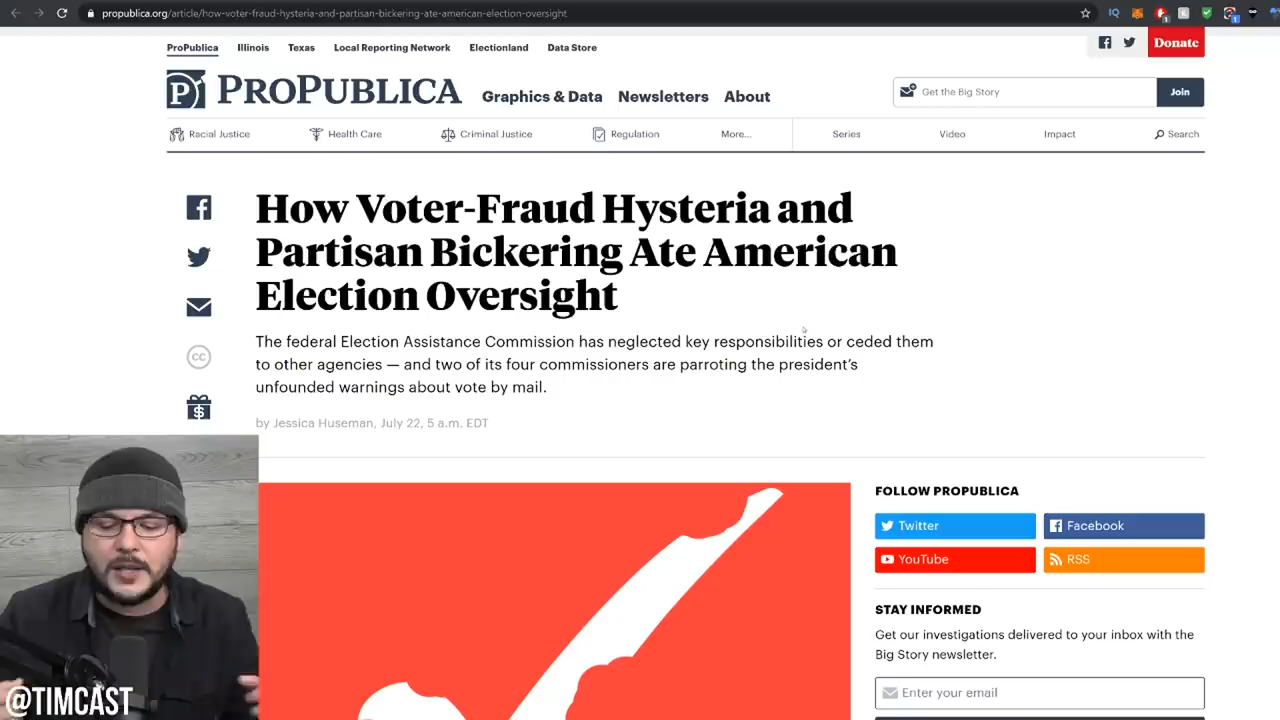 propublica.org/article/how-voter-fraud-hysteria-and-partisan-bickering-ate-american-election-oversight
ProPublica Illinois Texas Local Reporting Network Electionland Data Store
Donate
PROPUBLICA Graphics & Data Newsletters About
Get the Big Story Join
Racial Justice Health Care Criminal Justice Regulation More... Series Video Impact Search
How Voter-Fraud Hysteria and
Partisan Bickering Ate American
Election Oversight
The federal Election Assistance Commission has neglected key responsibilities or ceded them
to other agencies — and two of its four commissioners are parroting the president's
unfounded warnings about vote by mail.
by Jessica Huseman, July 22, 5 a.m. EDT
FOLLOW PROPUBLICA
Twitter Facebook
YouTube RSS
STAY INFORMED
Get our investigations delivered to your inbox with the
Big Story newsletter.
Enter your email
@TIMCAST